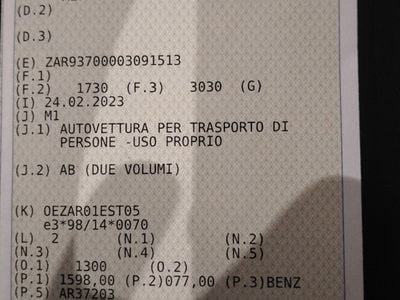 (D.2)
(D.3)
(E) ZAR93700003091513
(F.1)
(F.2) 1730 (F.3) 3030 (G)
(I) 24.02.2023
(J) M1
(J.1) AUTOVETTURA PER TRASPORTO DI
PERSONE -USO PROPRIO
(J.2) AB (DUE VOLUMI)
(K) OEZAR01EST05
e3*98/14*0070
(L) 2 (N.1) (N.2)
(N.3) (N.4) (N.5)
(O.1) 1300 (O.2)
(P.1) 1598,00 (P.2)077,00 (P.3)BENZ
(P.5) AR37203